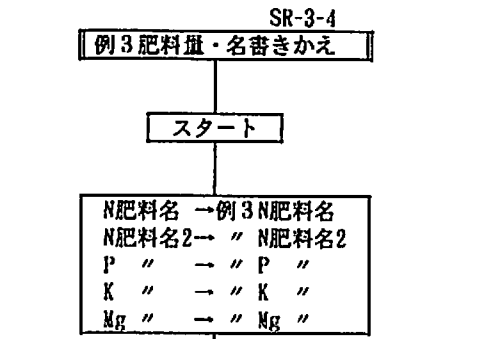 SR-3-4
例3肥料量・名書きかえ
スタート
N肥料名 →例3N肥料名
N肥料名2→ 〃 N肥料名2
P 〃 → 〃 P 〃
K 〃 → 〃 K 〃
Mg 〃 → 〃 Mg 〃